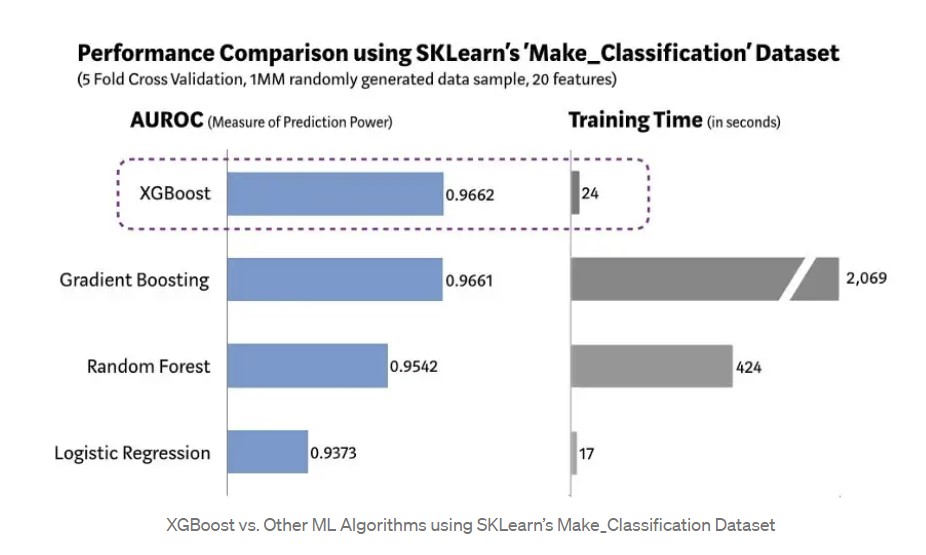 Performance Comparison using SKLearn's 'Make_Classification' Dataset
(5 Fold Cross Validation, 1MM randomly generated data sample, 20 features)
AUROC (Measure of Prediction Power)
Training Time (in seconds)
XGBoost 0.9662 24
Gradient Boosting 0.9661 2,069
Random Forest 0.9542 424
Logistic Regression 0.9373 17
XGBoost vs. Other ML Algorithms using SKLearn's Make_Classification Dataset